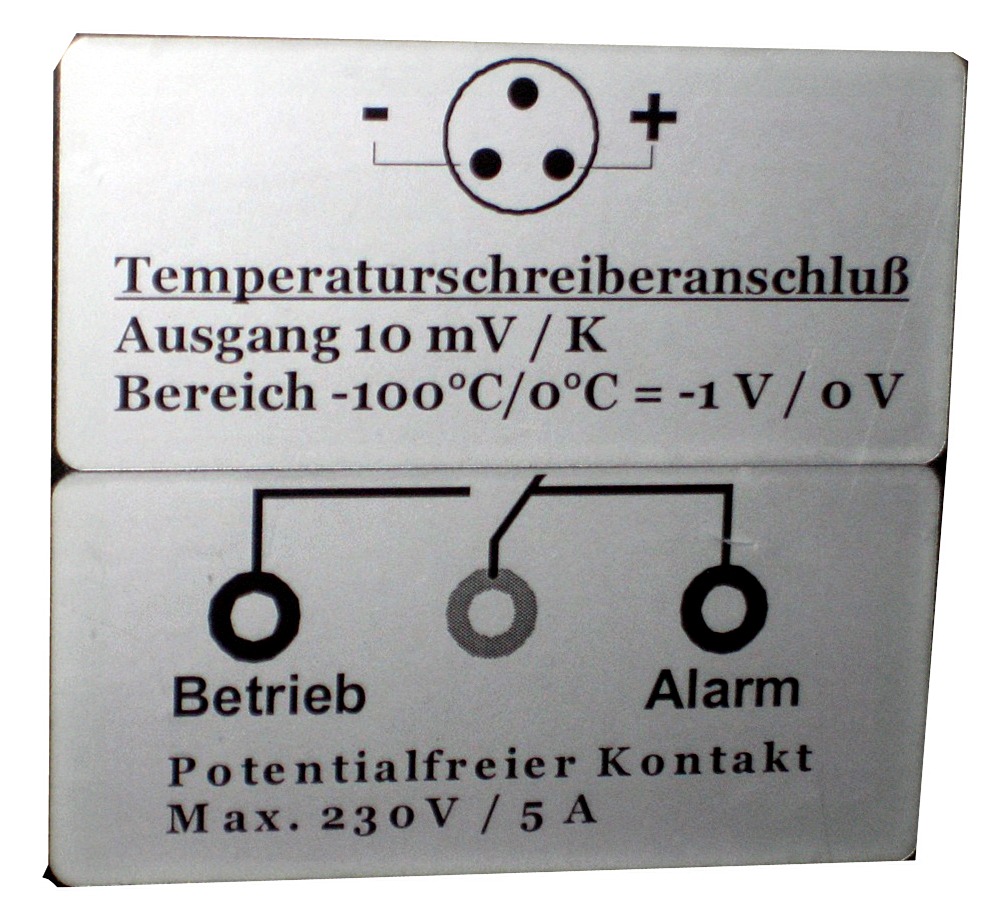 - +
Temperaturschreiberanschluß
Ausgang 10 mV / K
Bereich -100°C/0°C = -1 V / 0 V
Betrieb Alarm
Potentialfreier Kontakt
Max. 230V / 5 A